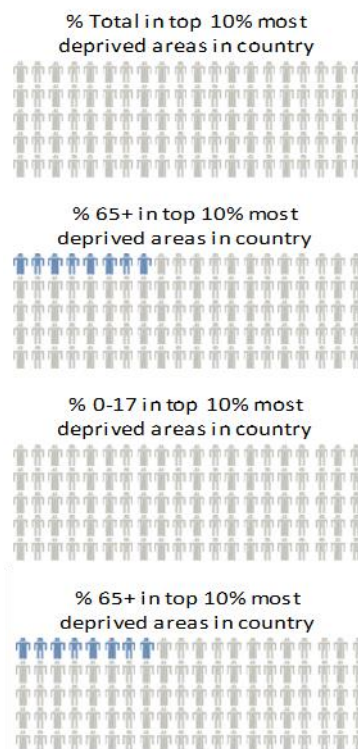 % Total in top 10% most
deprived areas in country
% 65+ in top 10% most
deprived areas in country
% 0-17 in top 10% most
deprived areas in country
% 65+ in top 10% most
deprived areas in country